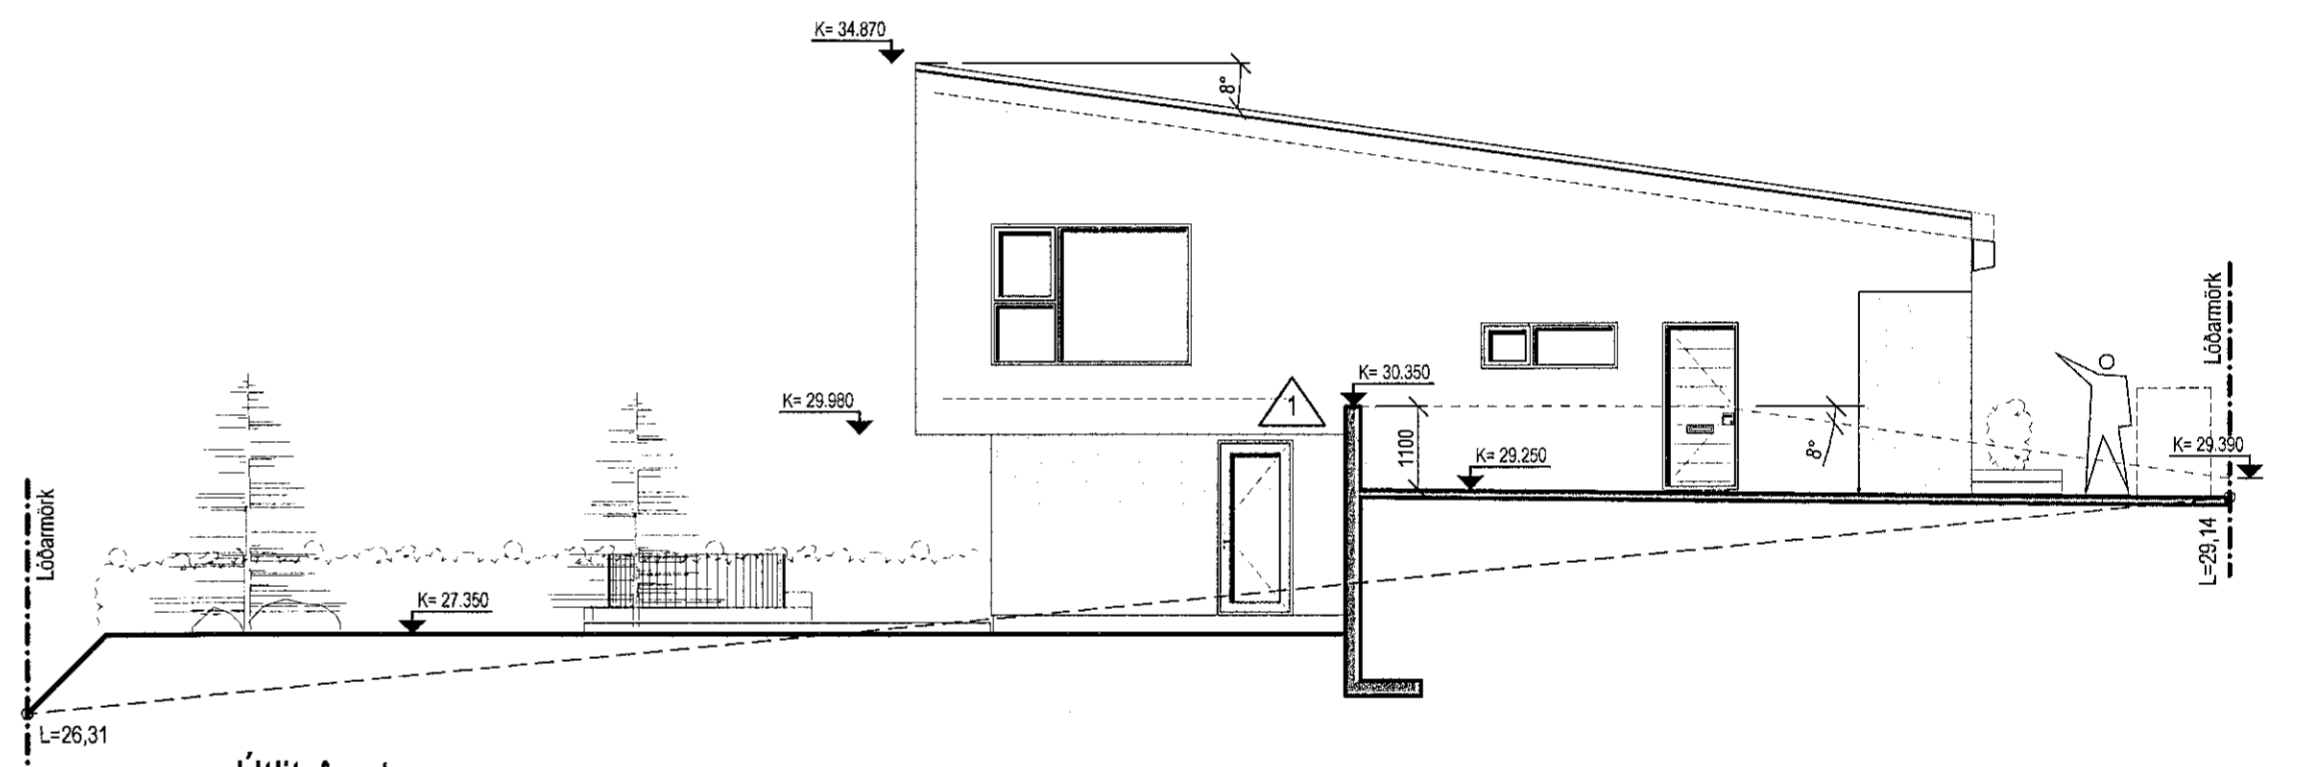 K= 34.870
8°
K= 29.980
1
K= 30.350
1100
K= 29.250
8°
K= 29.390
Lóðarmörk
L=29,14
Lóðarmörk
K= 27.350
L=26,31